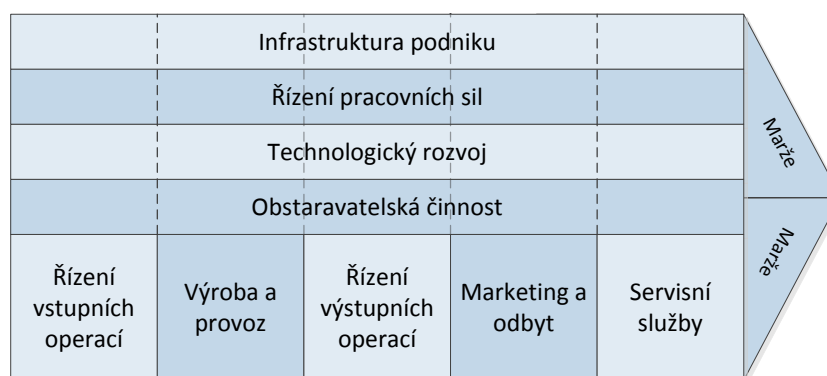 Infrastruktura podniku
Řízení pracovních sil
Technologický rozvoj
Obstaravatelská činnost
Marže
Marže
Řízení
vstupních
operací
Výroba a
provoz
Řízení
výstupních
operací
Marketing a
odbyt
Servisní
služby